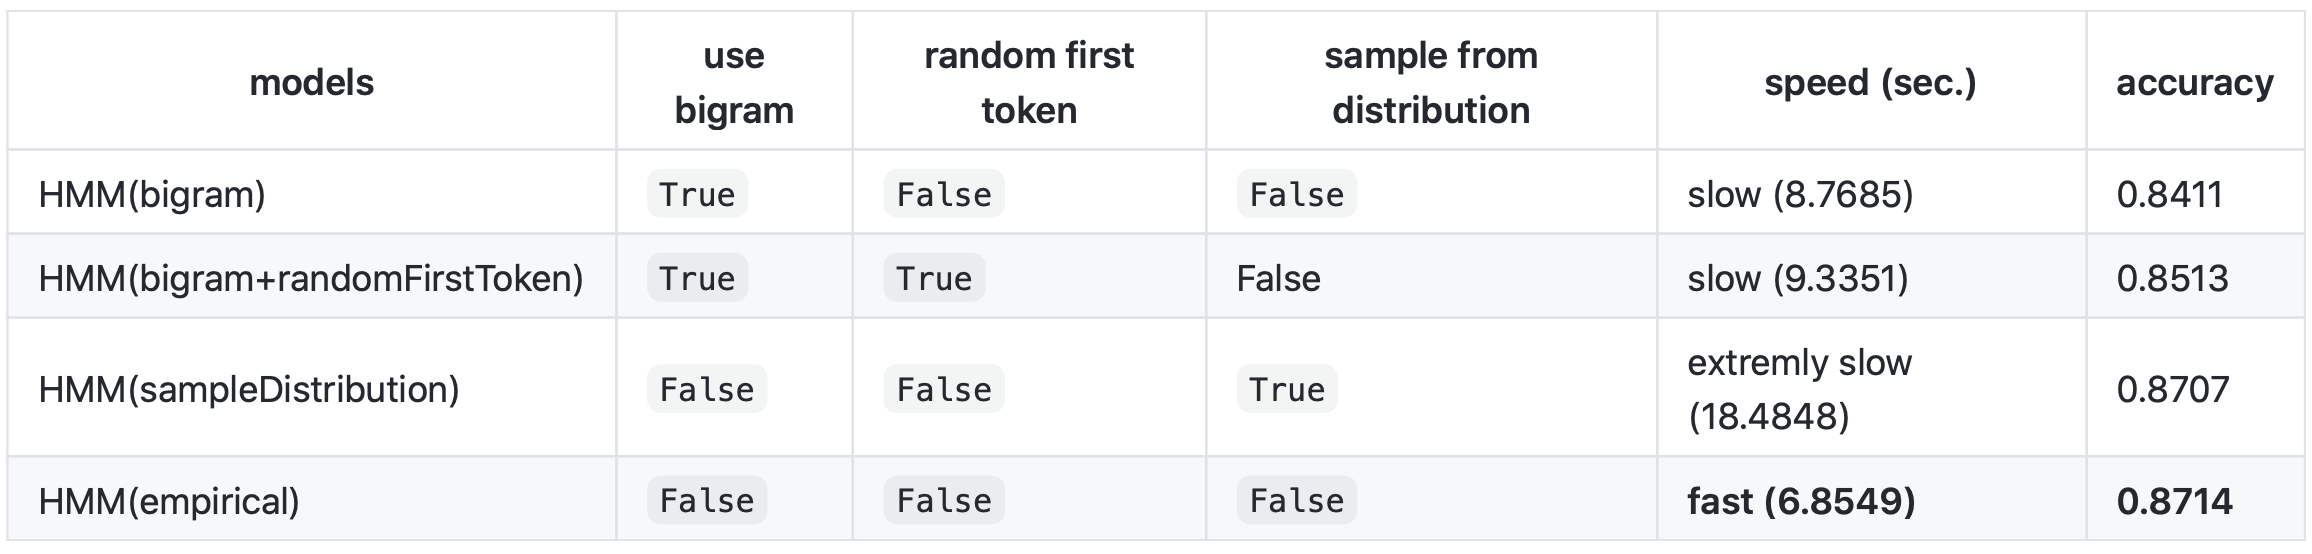 models use bigram random first token sample from distribution speed (sec.) accuracy
HMM(bigram) True False False slow (8.7685) 0.8411
HMM(bigram+randomFirstToken) True True False slow (9.3351) 0.8513
HMM(sampleDistribution) False False True extremly slow (18.4848) 0.8707
HMM(empirical) False False False fast (6.8549) 0.8714